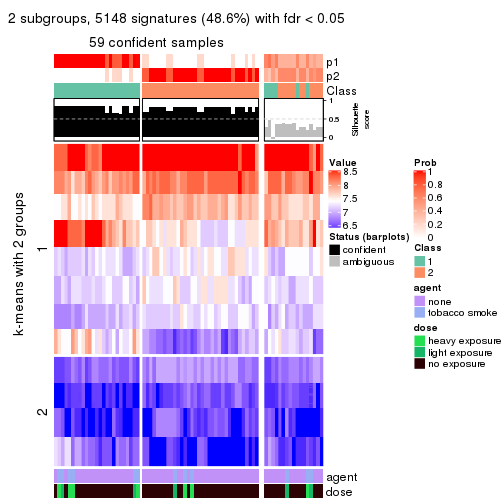 2 subgroups, 5148 signatures (48.6%) with fdr < 0.05
59 confident samples
p1
p2
Class
1
0.5
0
Silhouette
score
k-means with 2 groups
1
2
agent
dose
Value
8.5
8
7.5
7
6.5
Status (barplots)
confident
ambiguous
Prob
1
0.8
0.6
0.4
0.2
0
Class
1
2
agent
none
tobacco smoke
dose
heavy exposure
light exposure
no exposure